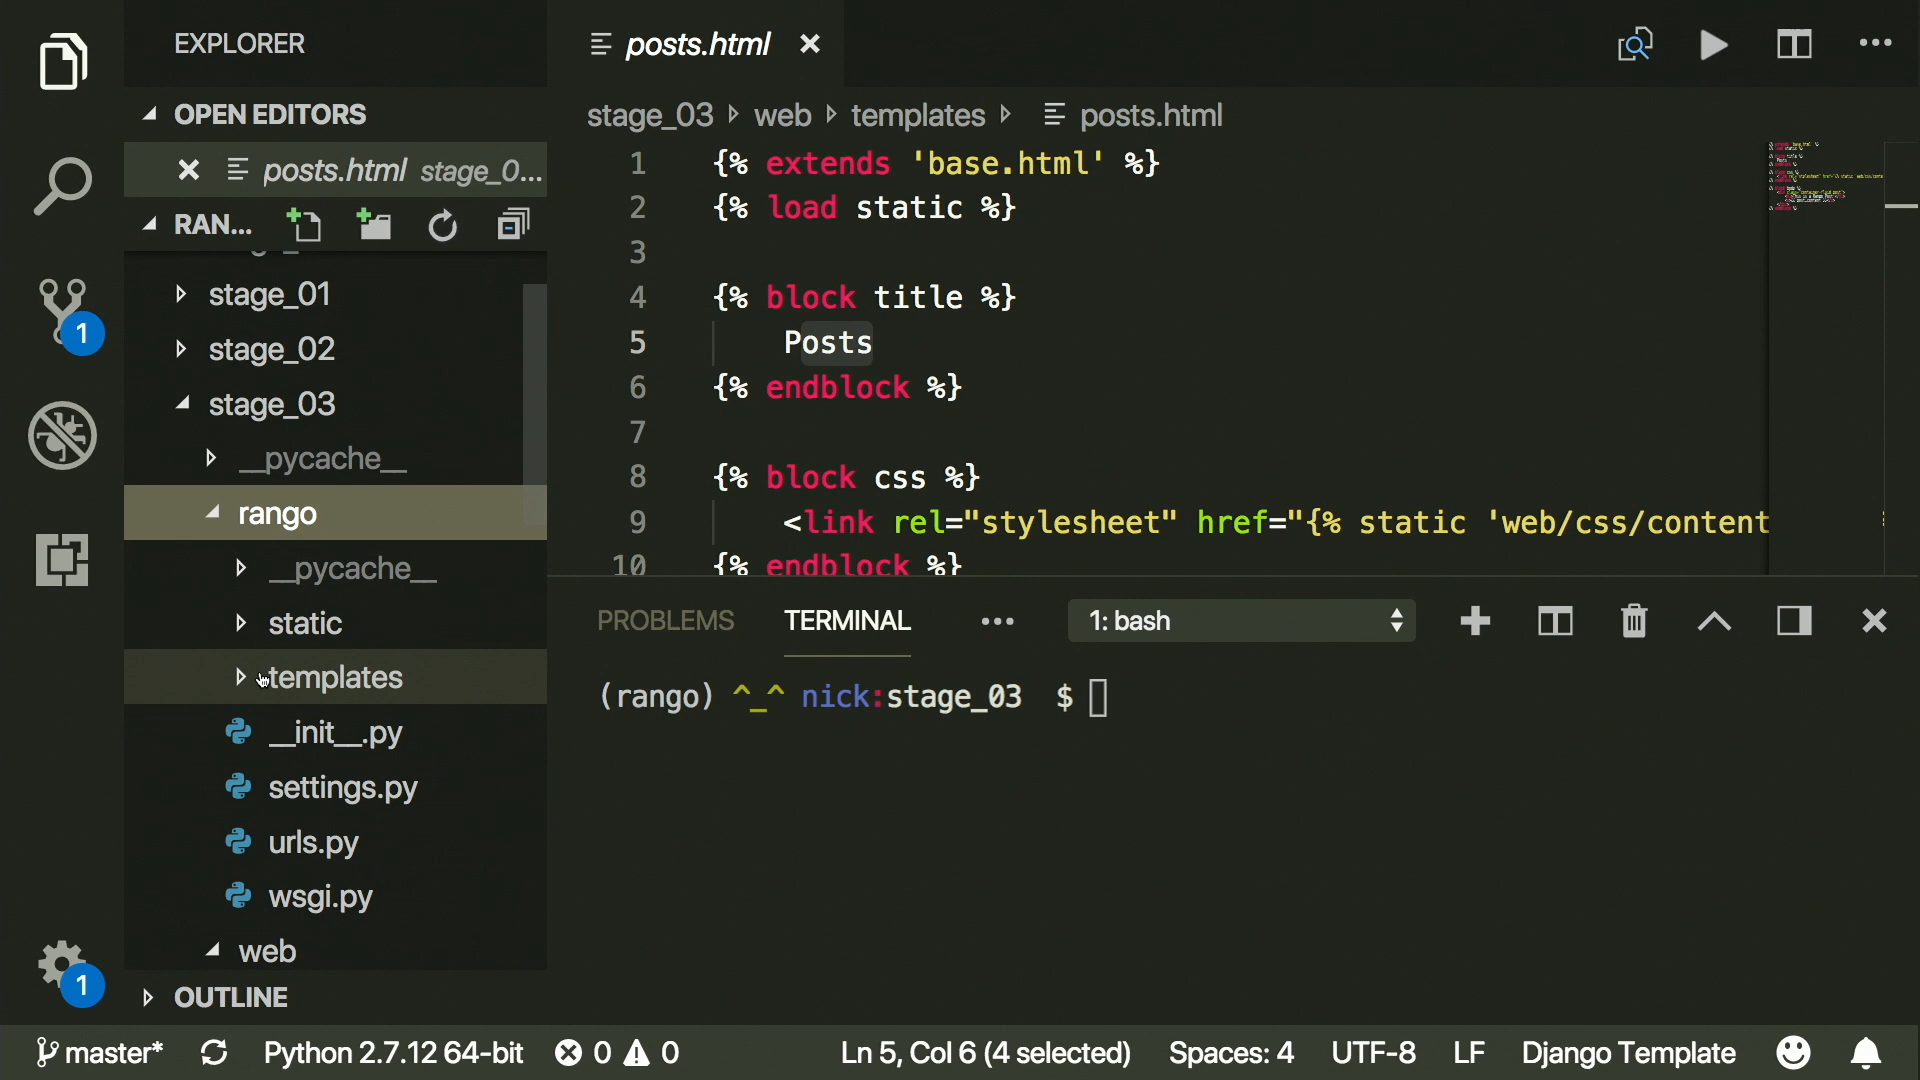 EXPLORER
OPEN EDITORS
posts.html stage_0...
RAN...
stage_01
stage_02
stage_03
__pycache__
rango
__pycache__
static
templates
__init__.py
settings.py
urls.py
wsgi.py
web
OUTLINE
posts.html
stage_03 web templates posts.html
1 {% extends 'base.html' %}
2 {% load static %}
3
4 {% block title %}
5 Posts
6 {% endblock %}
7
8 {% block css %}
9 <link rel="stylesheet" href="{% static 'web/css/content
10 {% endblock %}
PROBLEMS TERMINAL ... 1: bash
(rango) ^_^ nick:stage_03 $
1
1
master* Python 2.7.12 64-bit 0 0 Ln 5, Col 6 (4 selected) Spaces: 4 UTF-8 LF Django Template